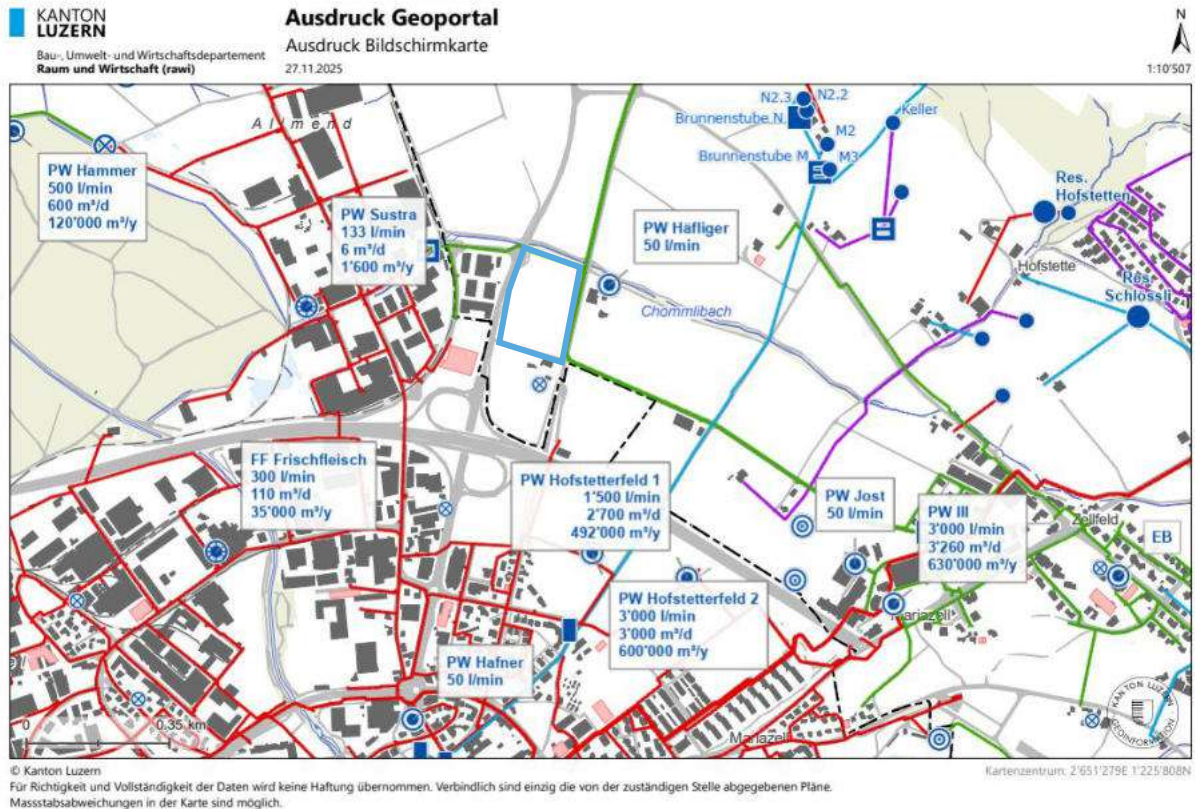 KANTON
LUZERN
Bau-, Umwelt- und Wirtschaftsdepartement
Raum und Wirtschaft (rawi)
Ausdruck Geoportal
Ausdruck Bildschirmkarte
27.11.2025
N
1:10'507
Allmend
N2.3
N2.2
Brunnenstube N.
Keller
M2
Brunnenstube M
M3
PW Hammer
500 l/min
600 m³/d
120'000 m³/y
PW Sustra
133 l/min
6 m³/d
1'600 m³/y
PW Häfliger
50 l/min
Res.
Hofstetten
Hofstette
Res.
Schlössli
Chommlibach
FF Frischfleisch
300 l/min
110 m³/d
35'000 m³/y
PW Hofstetterfeld 1
1'500 l/min
2'700 m³/d
492'000 m³/y
PW Jost
50 l/min
PW III
3'000 l/min
3'260 m³/d
630'000 m³/y
Zellfeld
EB
PW Hofstetterfeld 2
3'000 l/min
3'000 m³/d
600'000 m³/y
Mariazell
PW Hafner
50 l/min
KANTON LUZERN
GEOINFORMATION
0
0.35 km
Mariazell
© Kanton Luzern
Kartenzentrum: 2'651'279E 1'225'808N
Für Richtigkeit und Vollständigkeit der Daten wird keine Haftung übernommen. Verbindlich sind einzig die von der zuständigen Stelle abgegebenen Pläne.
Massstabsabweichungen in der Karte sind möglich.